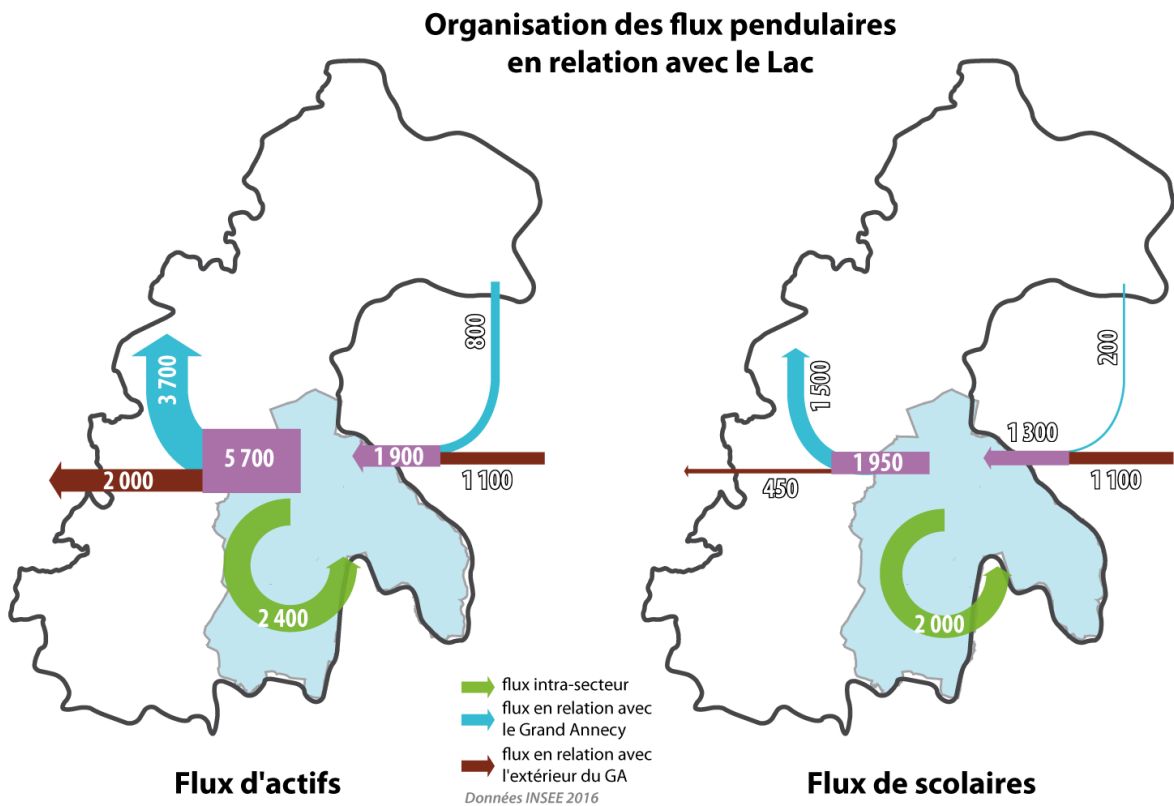 Organisation des flux pendulaires
en relation avec le Lac
800
3 700
5 700
1 900
2 000
1 100
2 400
200
1 500
1 300
1 950
450
1 100
2 000
flux intra-secteur
flux en relation avec
le Grand Annecy
flux en relation avec
l'extérieur du GA
Données INSEE 2016
Flux d'actifs
Flux de scolaires